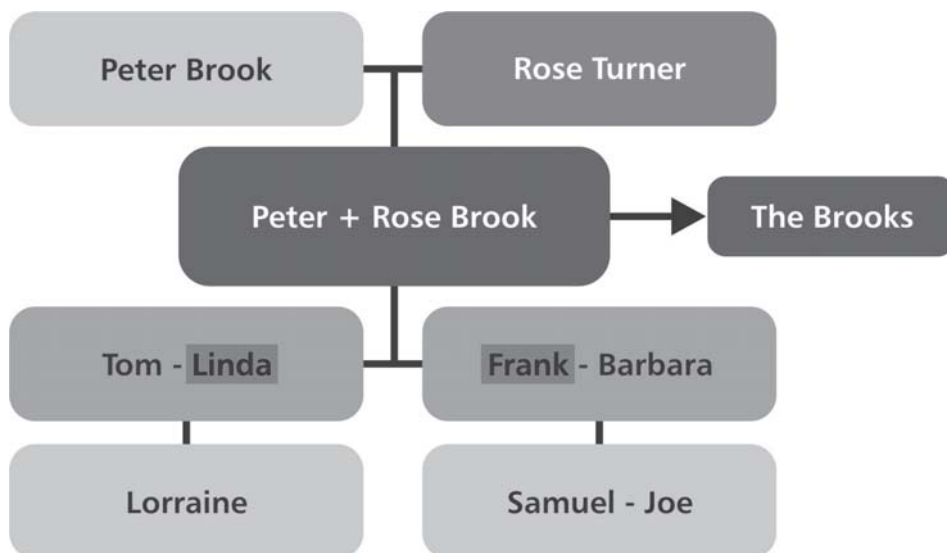 Peter Brook
Rose Turner
Peter + Rose Brook
The Brooks
Tom - Linda
Frank - Barbara
Lorraine
Samuel - Joe